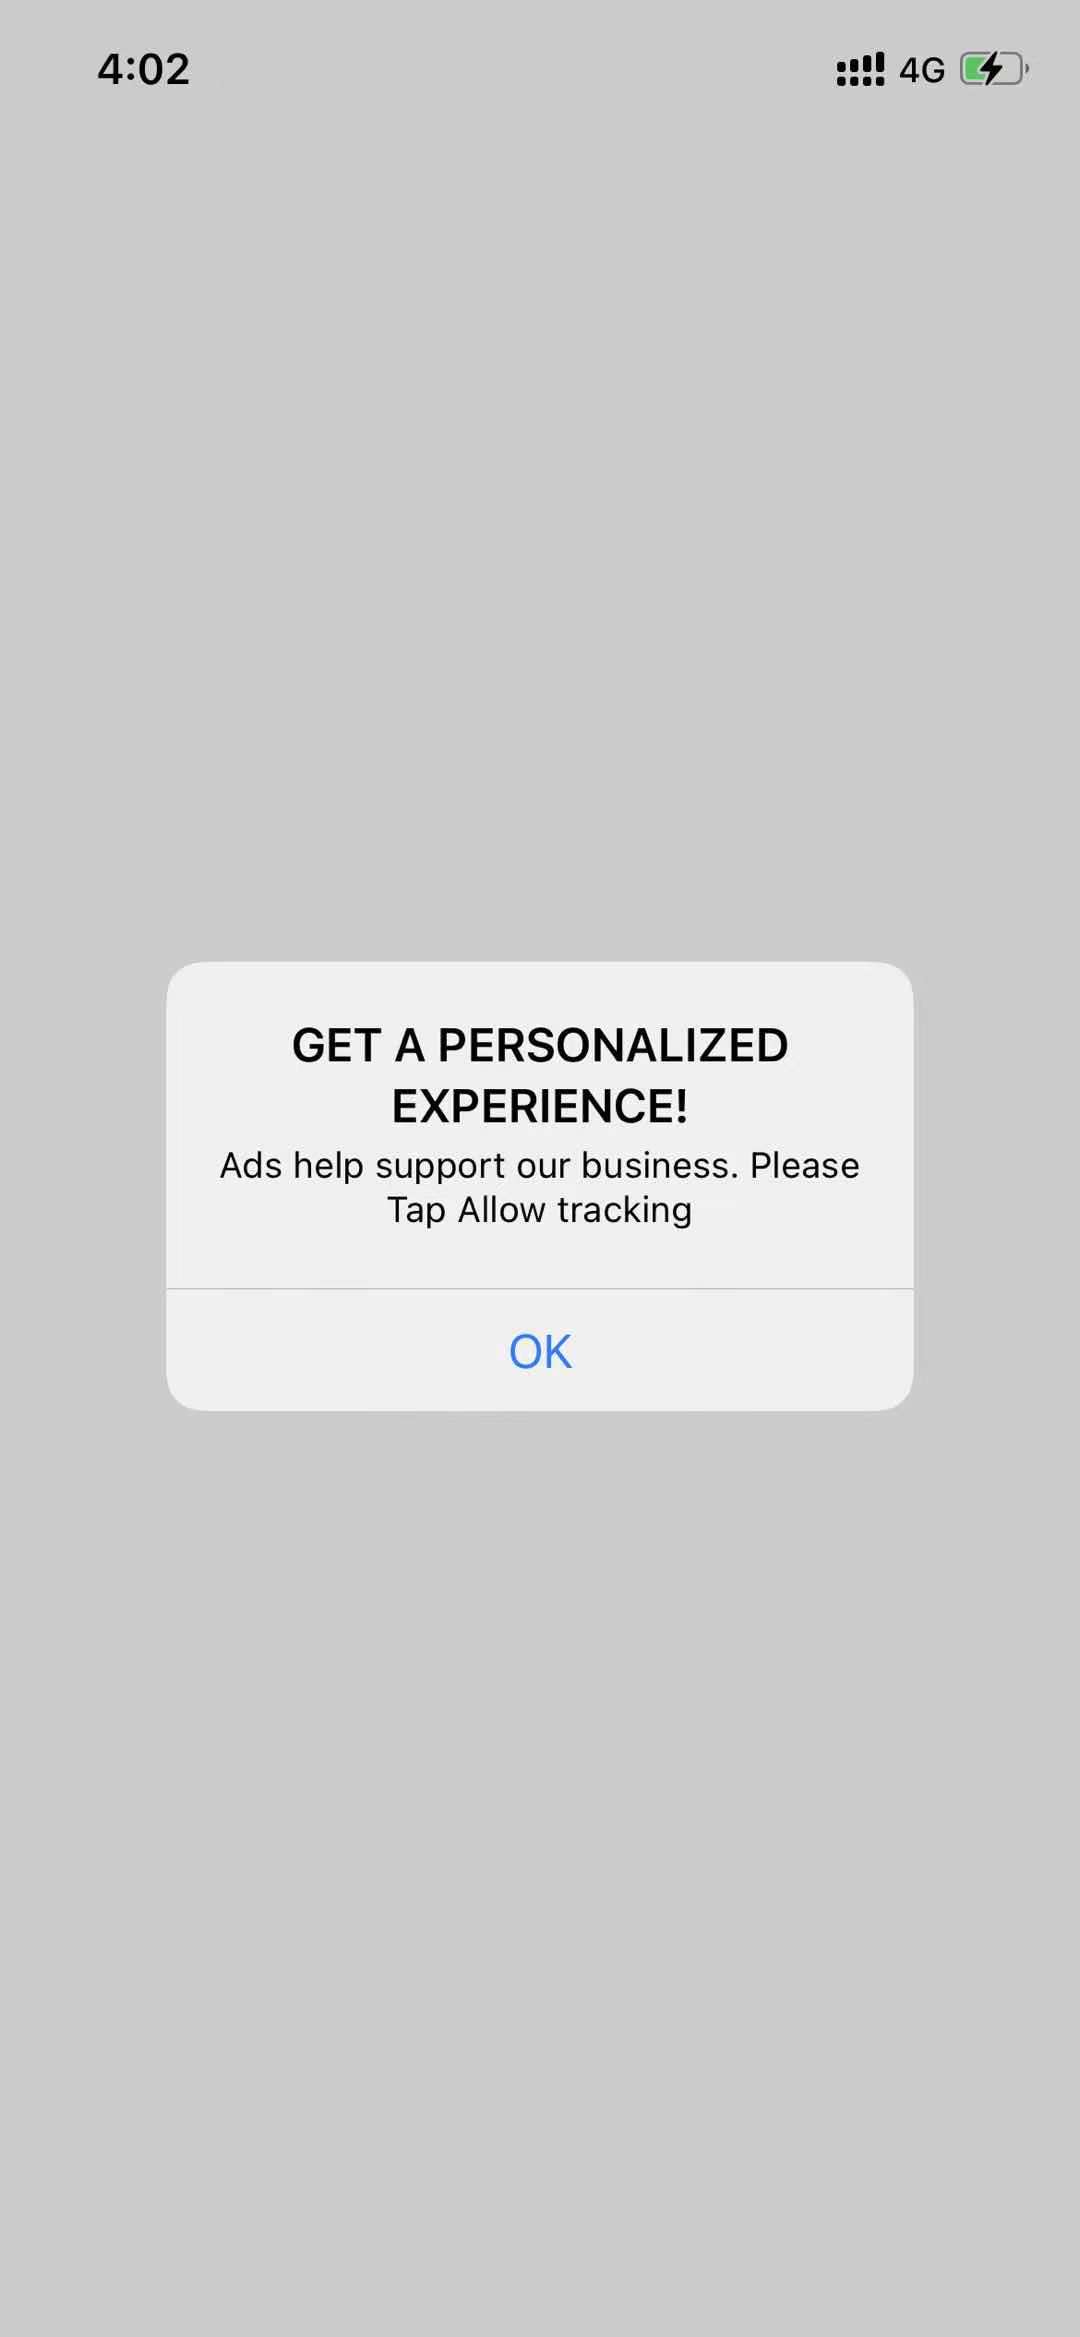 4:02
4G
GET A PERSONALIZED
EXPERIENCE!
Ads help support our business. Please
Tap Allow tracking
OK